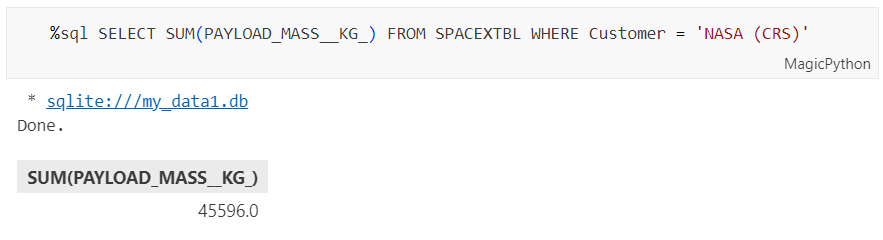 %sql SELECT SUM(PAYLOAD_MASS__KG_) FROM SPACEXTBL WHERE Customer = 'NASA (CRS)'
MagicPython
* sqlite:///my_data1.db
Done.
SUM(PAYLOAD_MASS__KG_)
45596.0